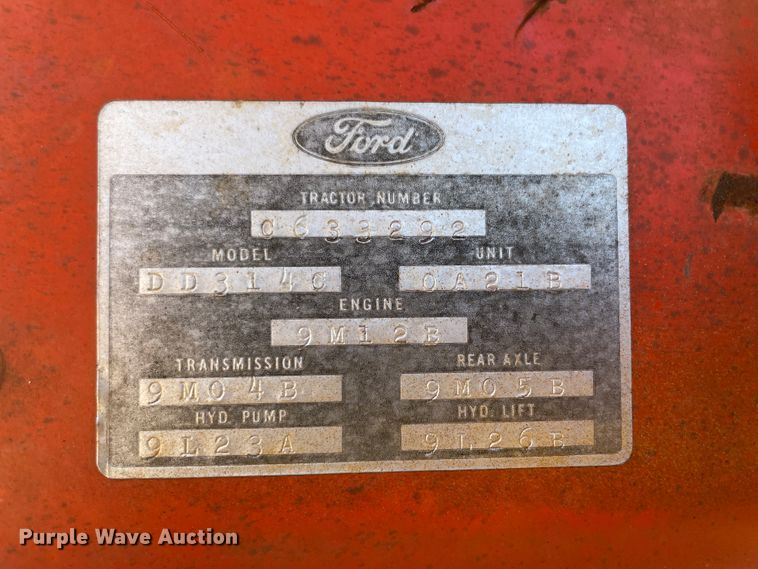 Ford
TRACTOR NUMBER
C633292
MODEL UNIT
DD314C 0A21B
ENGINE
9M12B
TRANSMISSION REAR AXLE
9M04B 9M05B
HYD. PUMP HYD. LIFT
9L23A 9L26B
Purple Wave Auction